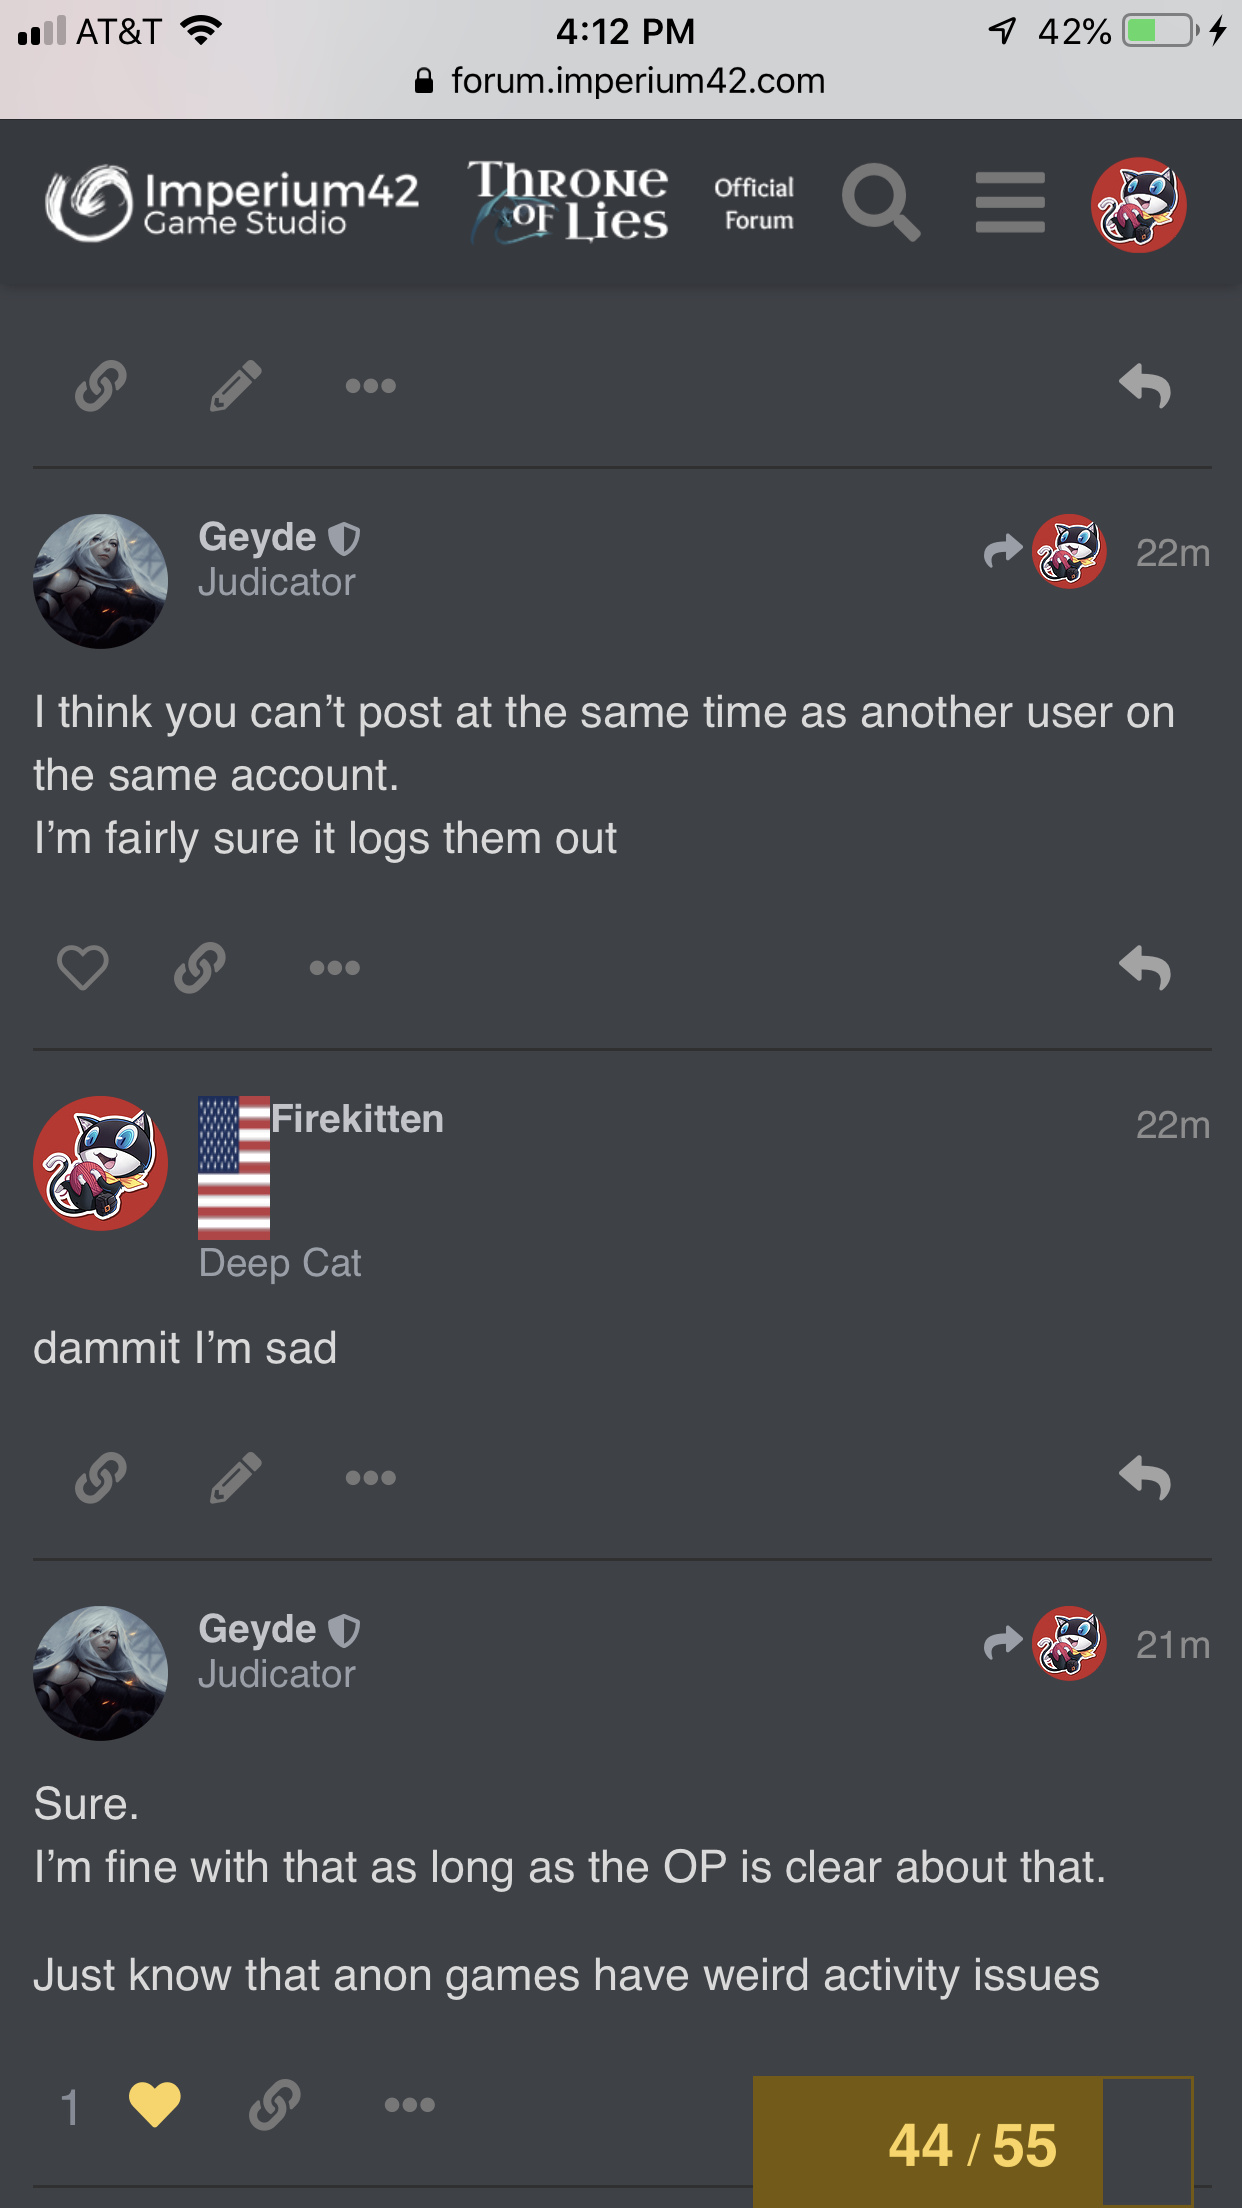 AT&T 4:12 PM 42%
forum.imperium42.com
Imperium42
Game Studio
THRONE
OF LIES
Official
Forum
Geyde 22m
Judicator
I think you can’t post at the same time as another user on
the same account.
I’m fairly sure it logs them out
Firekitten 22m
Deep Cat
dammit I’m sad
Geyde 21m
Judicator
Sure.
I’m fine with that as long as the OP is clear about that.
Just know that anon games have weird activity issues
1
44 / 55